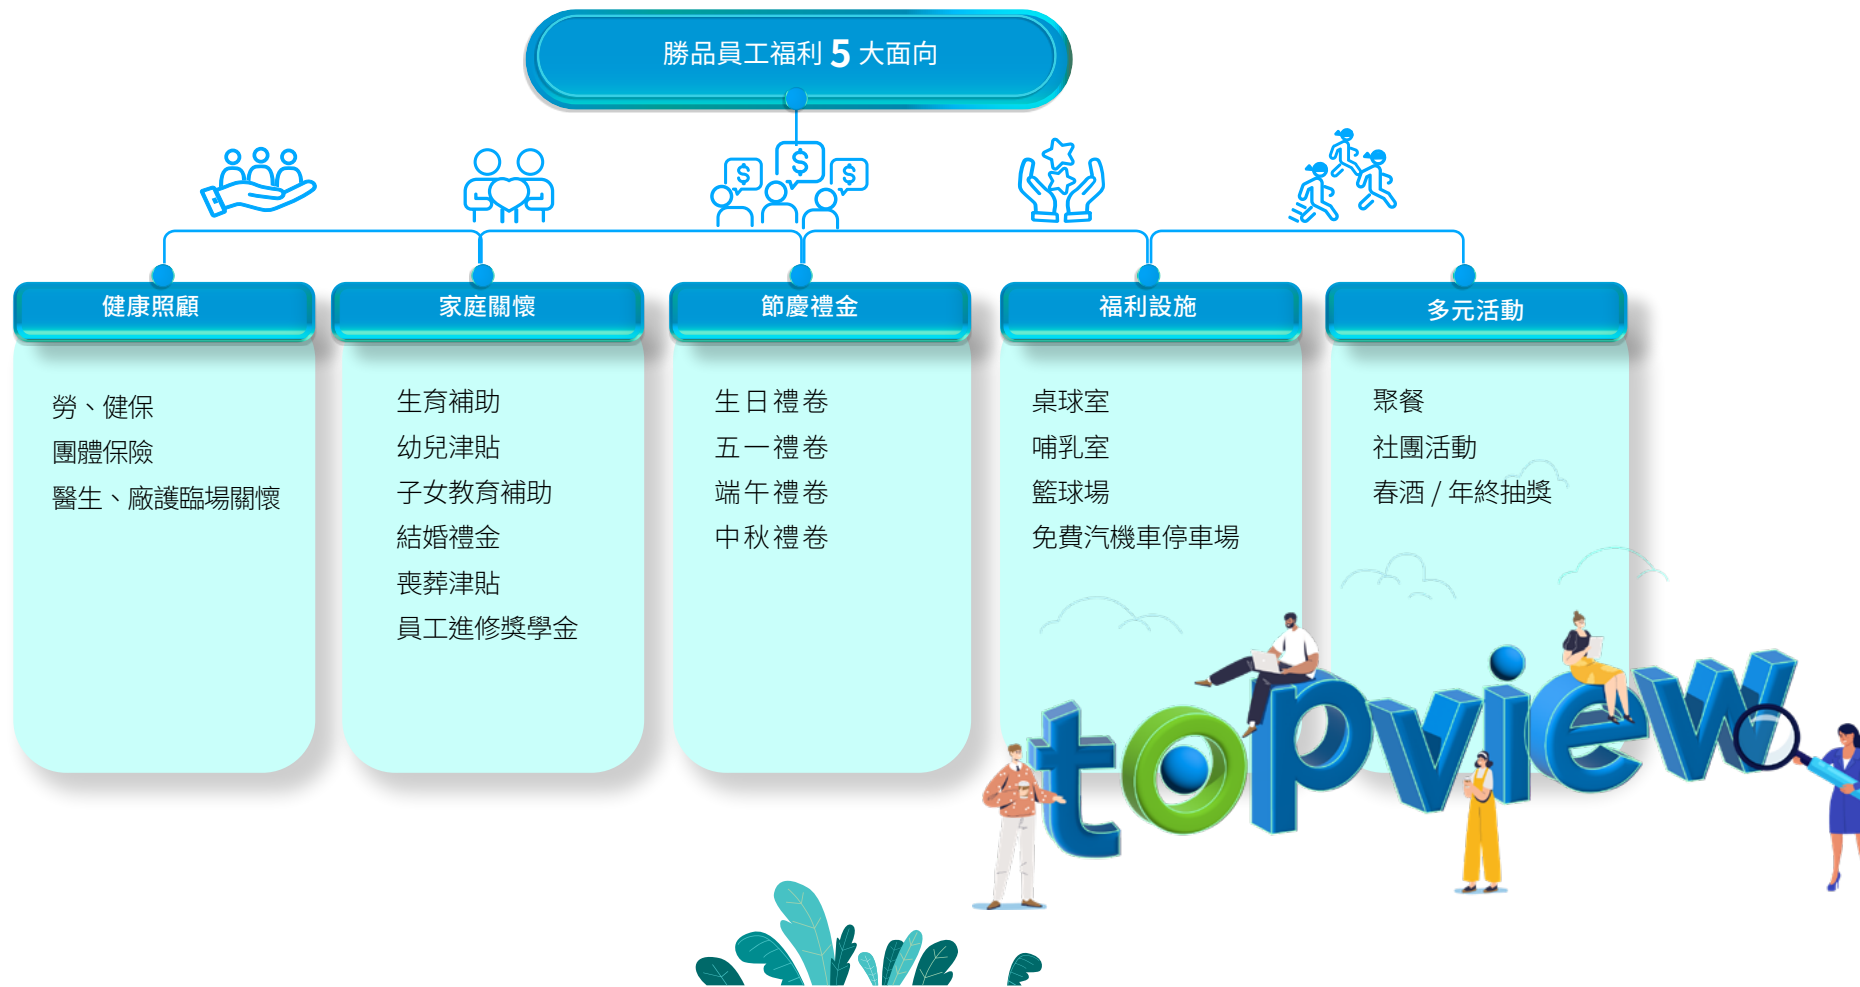 勝品員工福利 5 大面向
健康照顧
勞、健保
團體保險
醫生、廠護臨場關懷
家庭關懷
生育補助
幼兒津貼
子女教育補助
結婚禮金
喪葬津貼
員工進修獎學金
節慶禮金
生日禮卷
五一禮卷
端午禮卷
中秋禮卷
福利設施
桌球室
哺乳室
籃球場
免費汽機車停車場
多元活動
聚餐
社團活動
春酒 / 年終抽獎
topview